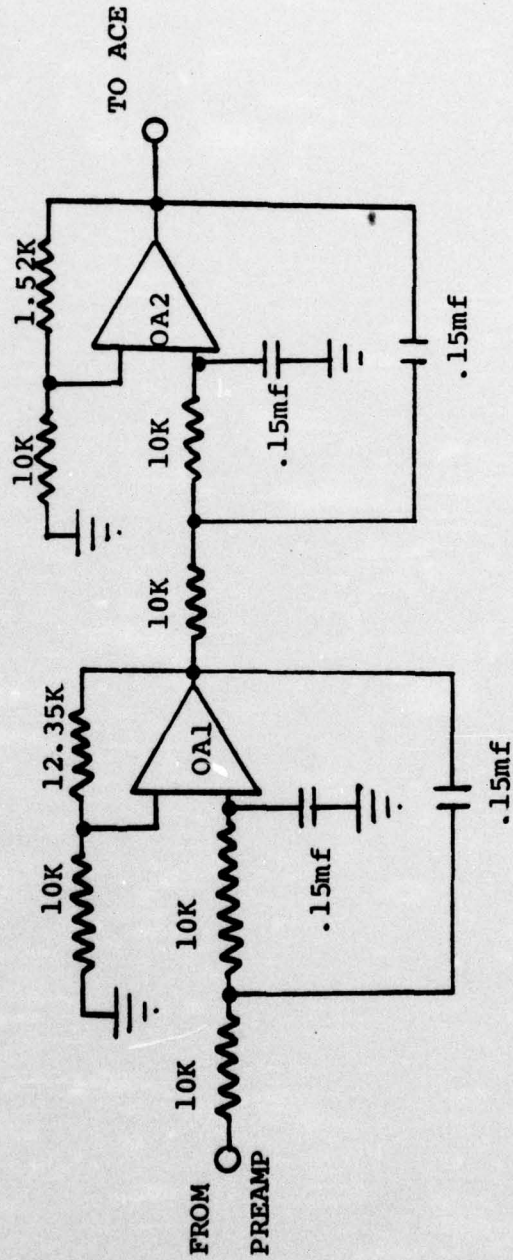 FROM
PREAMP
10K
10K
10K
12.35K
OA1
.15mf
.15mf
10K
10K
10K
1.52K
OA2
.15mf
.15mf
TO ACE